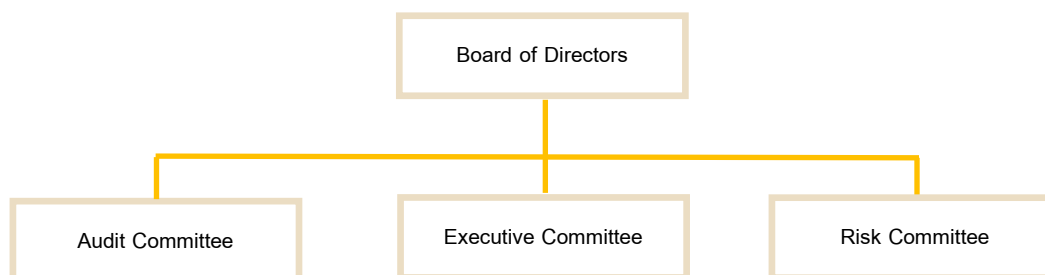 Board of Directors
Audit Committee
Executive Committee
Risk Committee